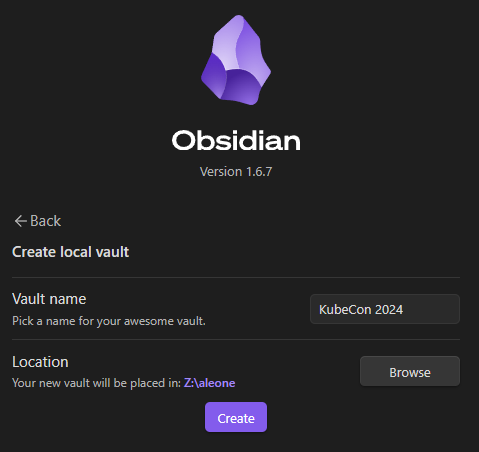 Obsidian
Version 1.6.7
Back
Create local vault
Vault name
Pick a name for your awesome vault.
KubeCon 2024
Location
Your new vault will be placed in: Z:\aleone
Browse
Create